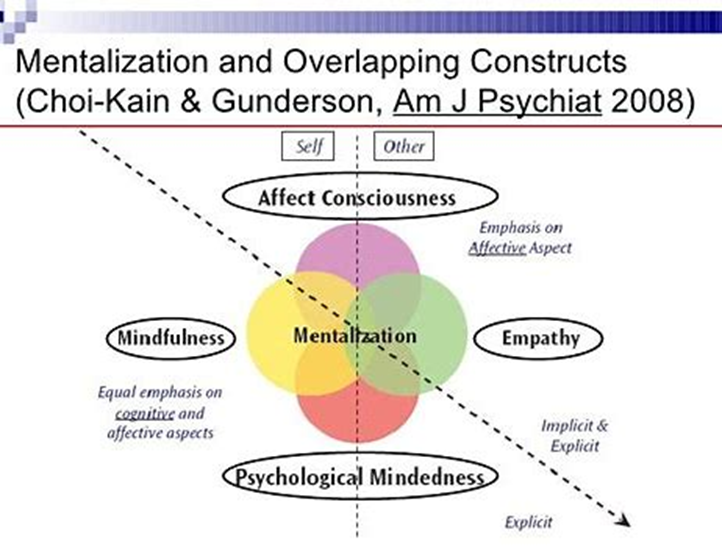 Mentalization and Overlapping Constructs
(Choi-Kain & Gunderson, Am J Psychiat 2008)
Self
Other
Affect Consciousness
Emphasis on
Affective Aspect
Mindfulness
Mentalization
Empathy
Equal emphasis on
cognitive and
affective aspects
Implicit &
Explicit
Psychological Mindedness
Explicit